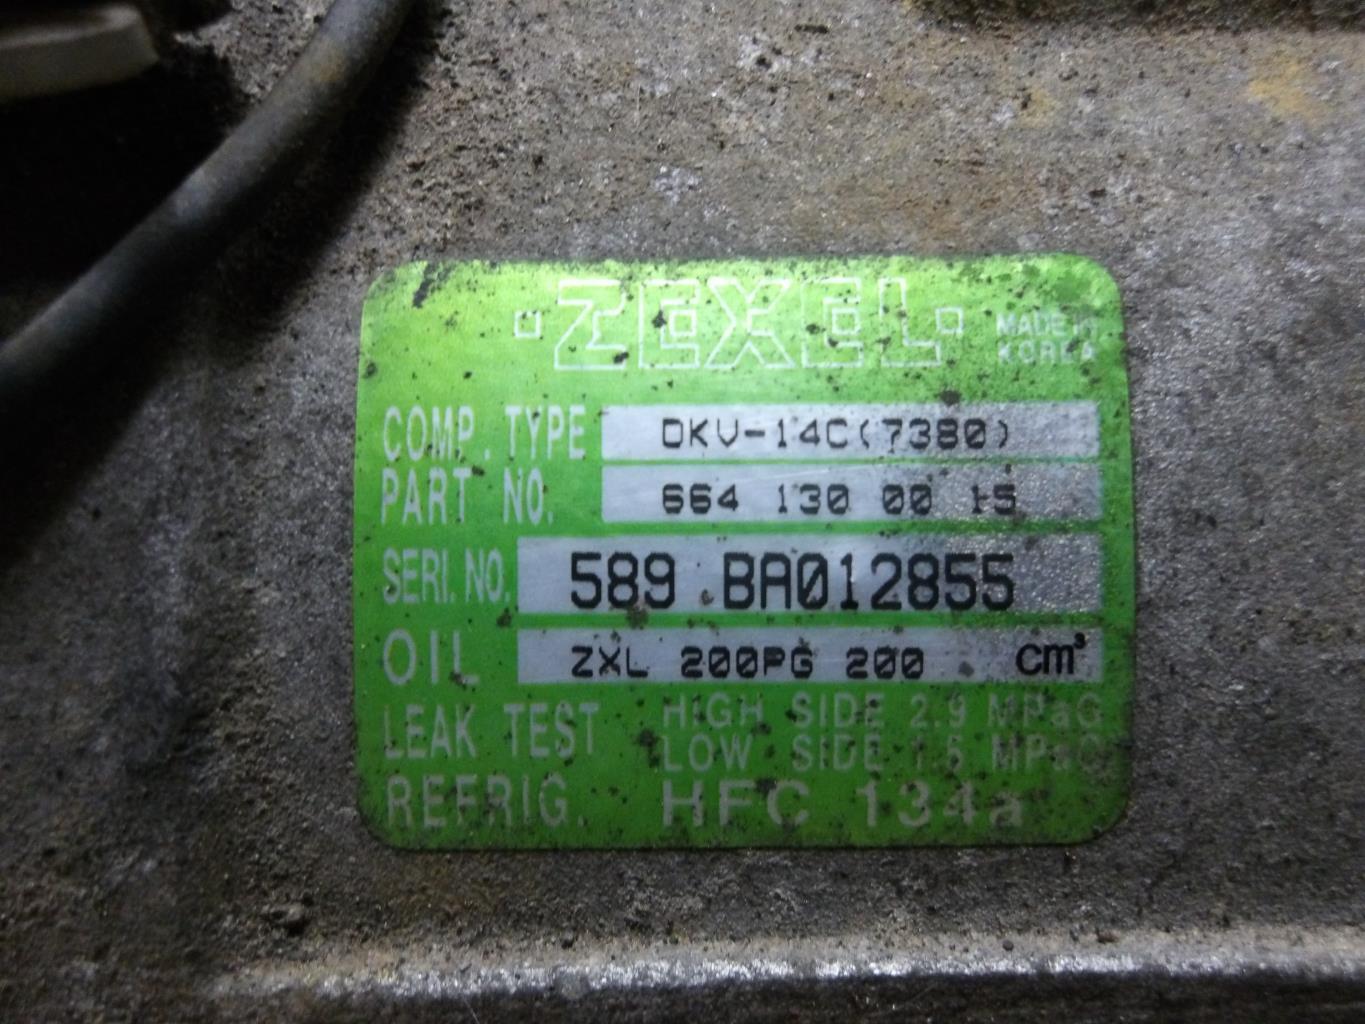 ZEXEL
MADE IN
KOREA
COMP. TYPE DKV-14C(7380)
PART NO. 664 130 00 15
SERI. NO. 589 BA012855
OIL ZXL 200PG 200 cm³
LEAK TEST HIGH SIDE 2.9 MPaG
LOW SIDE 1.5 MPaG
REFRIG. HFC 134a